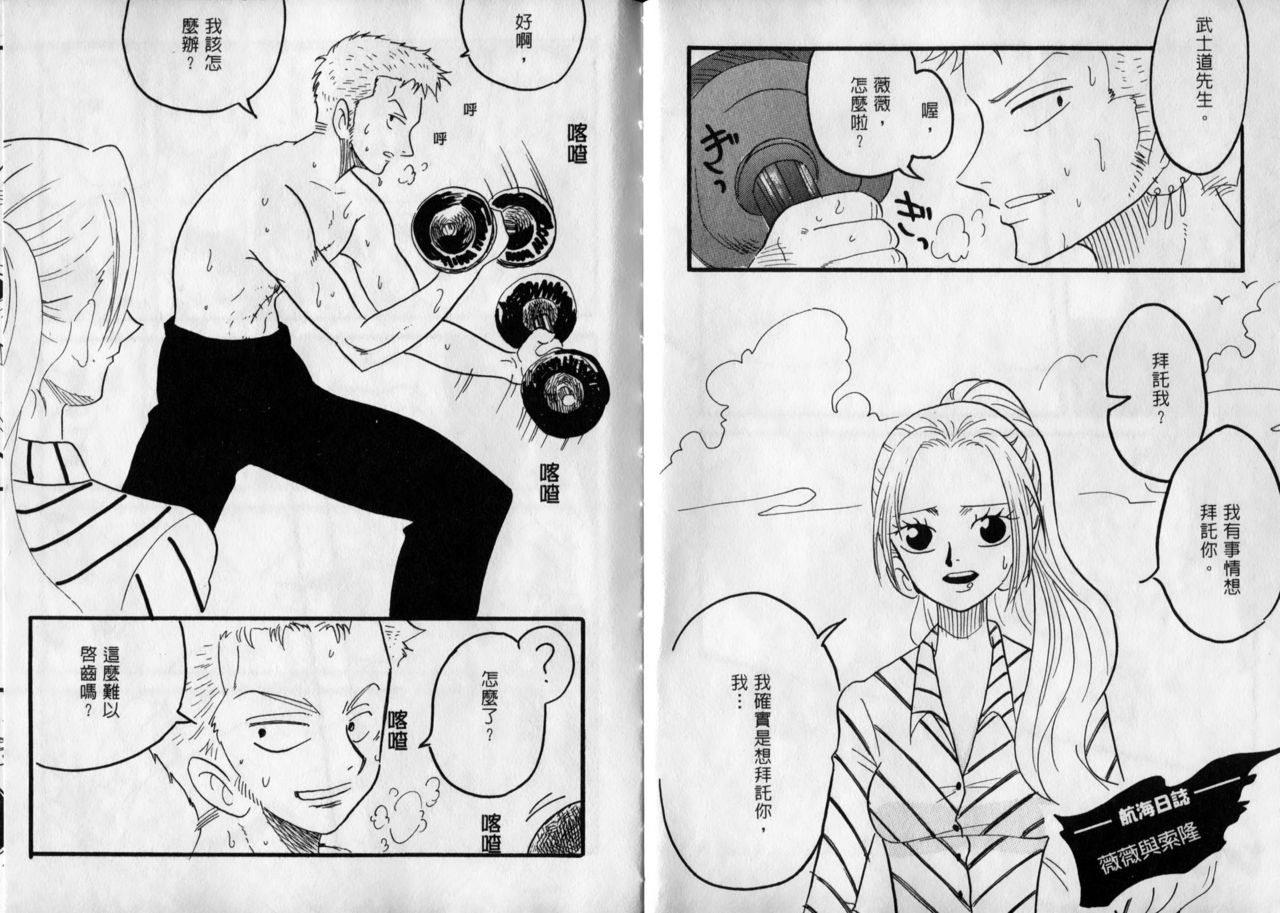 武士道先生。
喔，
薇薇，
怎麼啦？
ぎっ
ぎっ
拜託我？
我有事情想
拜託你。
我確實是想拜託你，
我…
航海日誌
薇薇與索隆
好啊，
我該怎
麼辦？
呼
呼
喀喳
喀喳
？
怎麼了？
這麼難以
啓齒嗎？
喀喳
喀喳